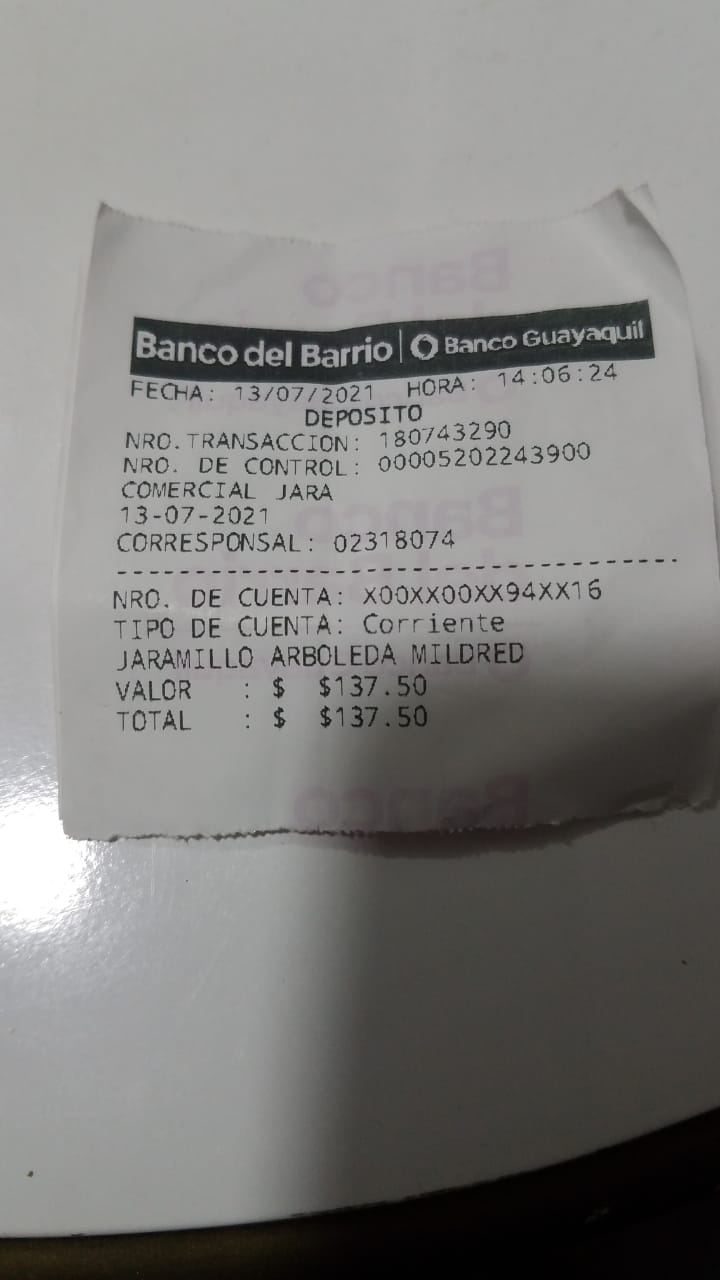 Banco del Barrio | Banco Guayaquil
FECHA: 13/07/2021 HORA: 14:06:24
DEPOSITO
NRO.TRANSACCION: 180743290
NRO. DE CONTROL: 00005202243900
COMERCIAL JARA
13-07-2021
CORRESPONSAL: 02318074
NRO. DE CUENTA: X00XX00XX94XX16
TIPO DE CUENTA: Corriente
JARAMILLO ARBOLEDA MILDRED
VALOR : $ $137.50
TOTAL : $ $137.50